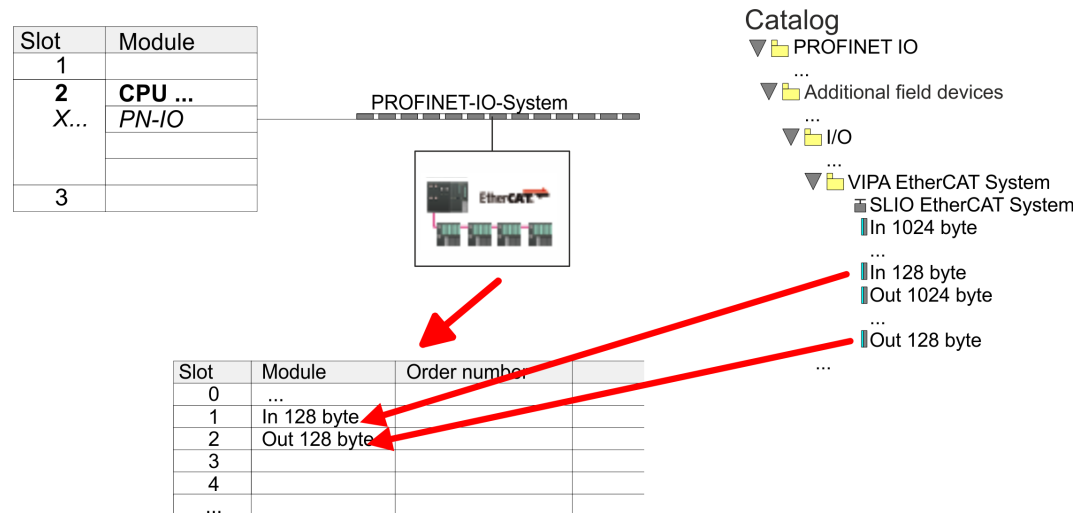 Catalog
PROFINET IO
...
Additional field devices
...
I/O
...
VIPA EtherCAT System
SLIO EtherCAT System
In 1024 byte
...
In 128 byte
Out 1024 byte
...
Out 128 byte
...
Slot Module
1
2 CPU ...
X... PN-IO
3
PROFINET-IO-System
EtherCAT
Slot Module Order number
0 ...
1 In 128 byte
2 Out 128 byte
3
4
...